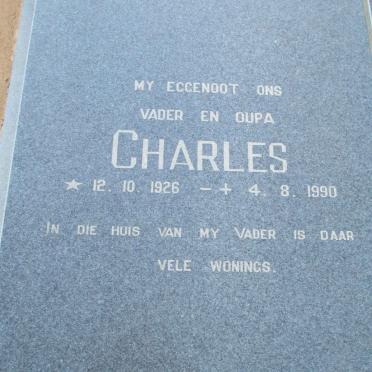 MY EGGENOOT ONS
VADER EN OUPA
CHARLES
★ 12. 10. 1926 – + 4. 8. 1990
IN DIE HUIS VAN MY VADER IS DAAR
VELE WONINGS.